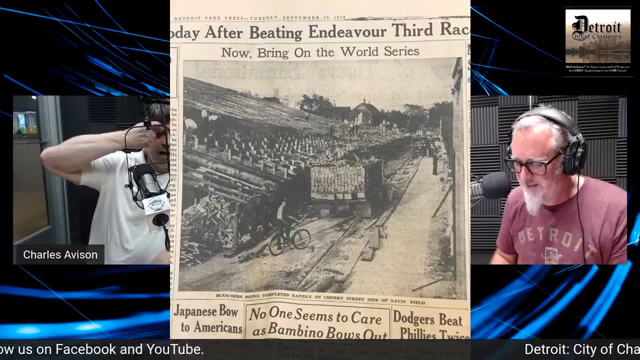 DETROIT FREE PRESS—TUESDAY, SEPTEMBER 25, 1934
oday After Beating Endeavour Third Rac
Now, Bring On the World Series
BLEACHERS BEING COMPLETED RAPIDLY ON CHERRY STREET SIDE OF NAVIN FIELD
Japanese Bow
to Americans
No One Seems to Care
as Bambino Bows Out
Dodgers Beat
Phillies Twice
Detroit
City of Champions
Charles Avison
DETROIT
ow us on Facebook and YouTube.
Detroit: City of Cha